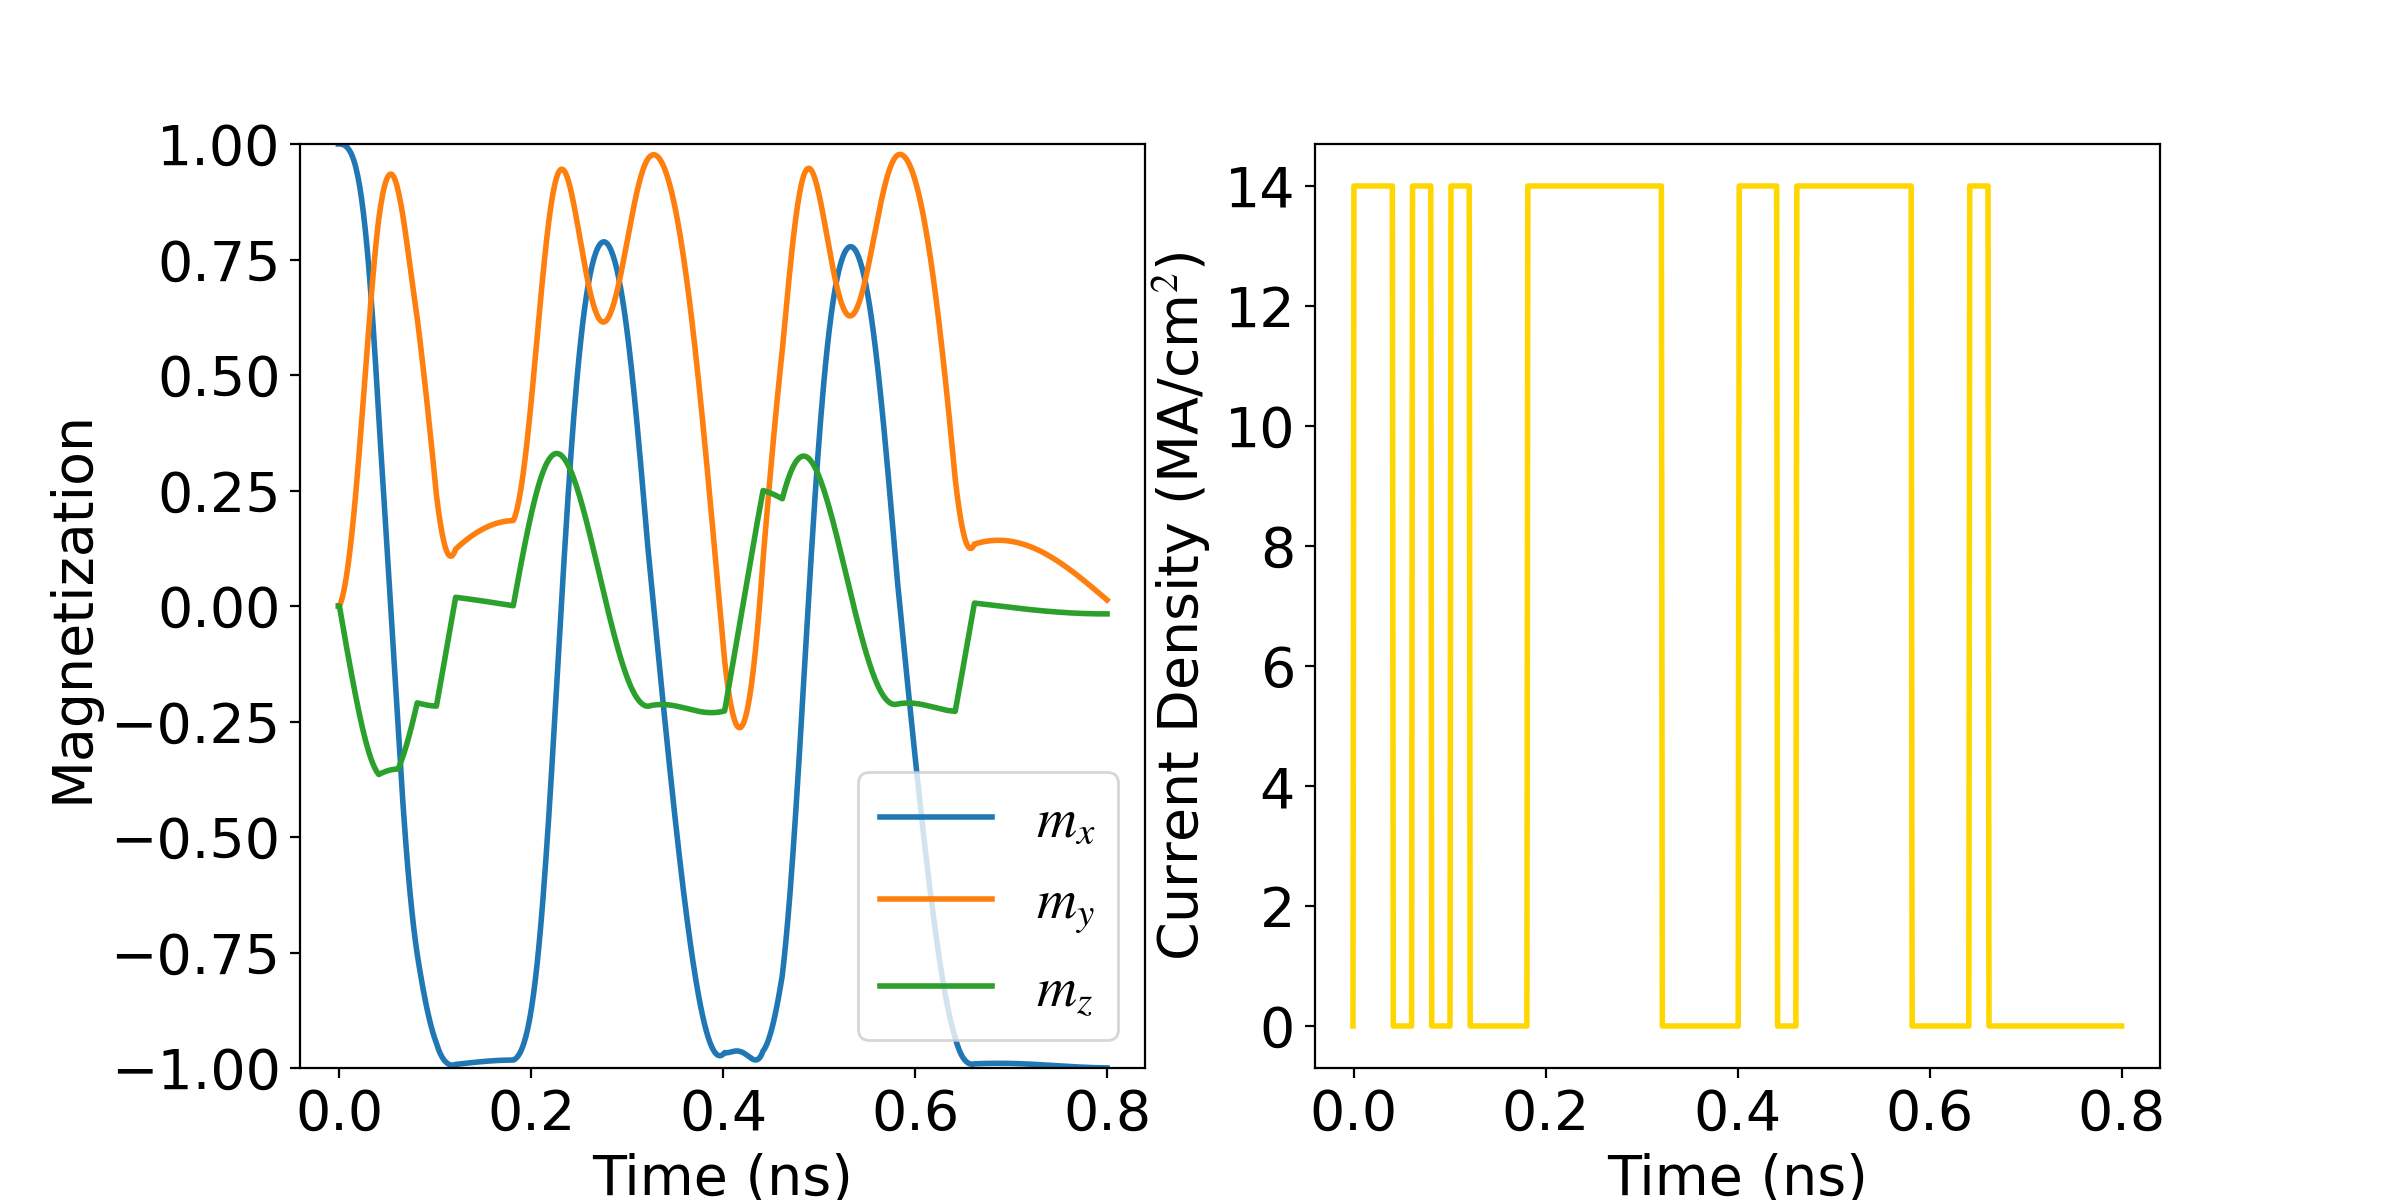 Magnetization
1.00
0.75
0.50
0.25
0.00
−0.25
−0.50
−0.75
−1.00
0.0 0.2 0.4 0.6 0.8
Time (ns)
m_x
m_y
m_z
Current Density (MA/cm²)
14
12
10
8
6
4
2
0
0.0 0.2 0.4 0.6 0.8
Time (ns)